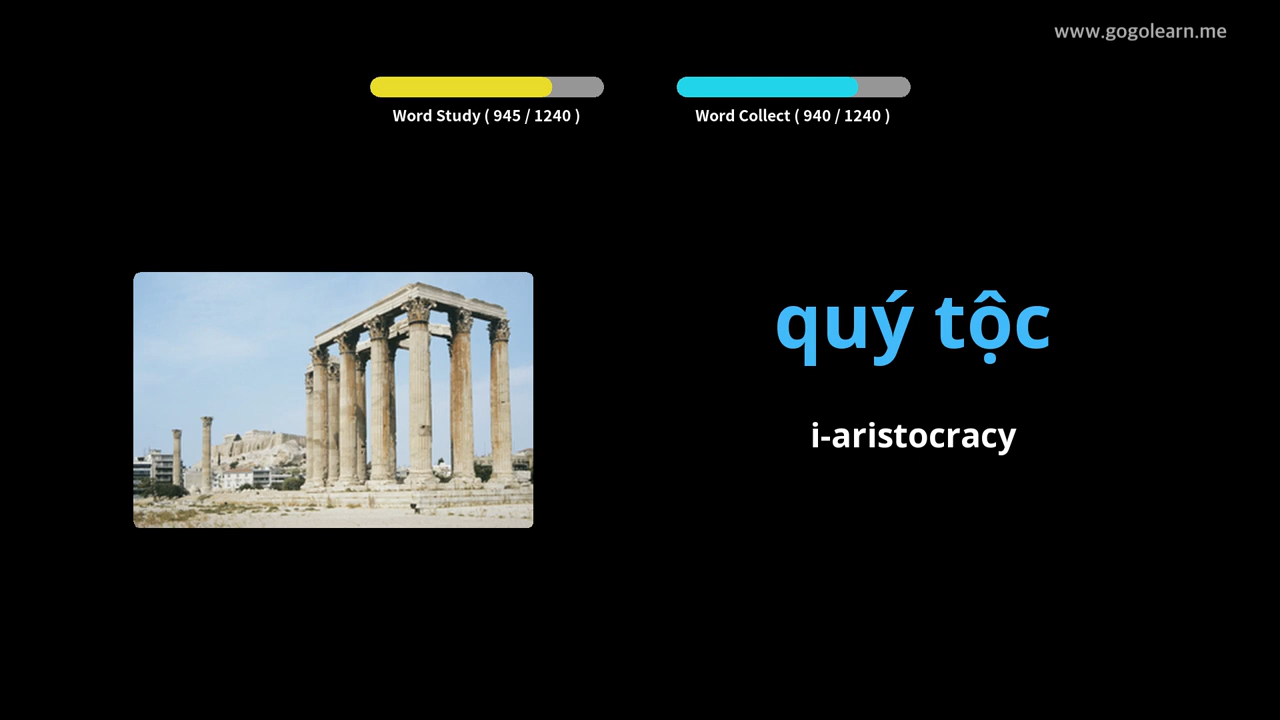 www.gogolearn.me
Word Study ( 945 / 1240 )
Word Collect ( 940 / 1240 )
quý tộc
i-aristocracy